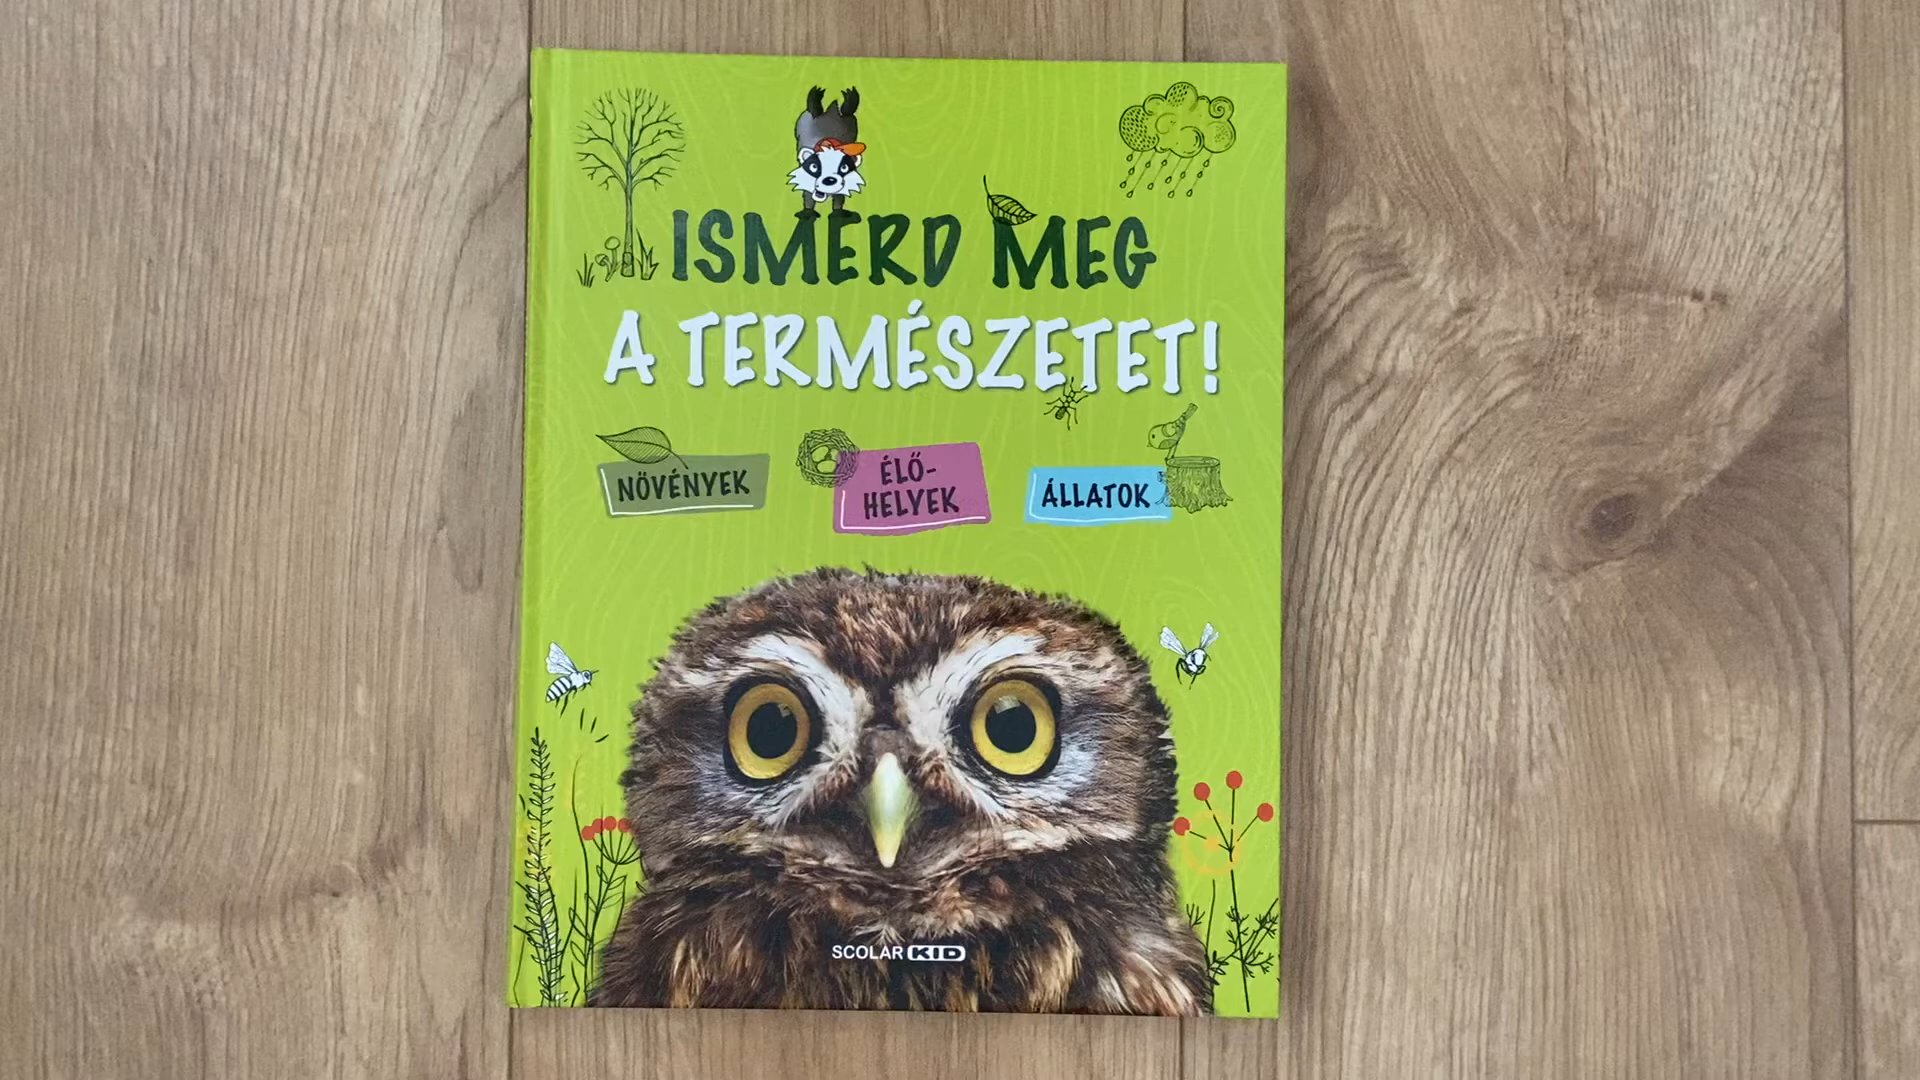 ISMERD MEG
A TERMÉSZETET!
NÖVÉNYEK
ÉLŐ-
HELYEK
ÁLLATOK
SCOLAR KID